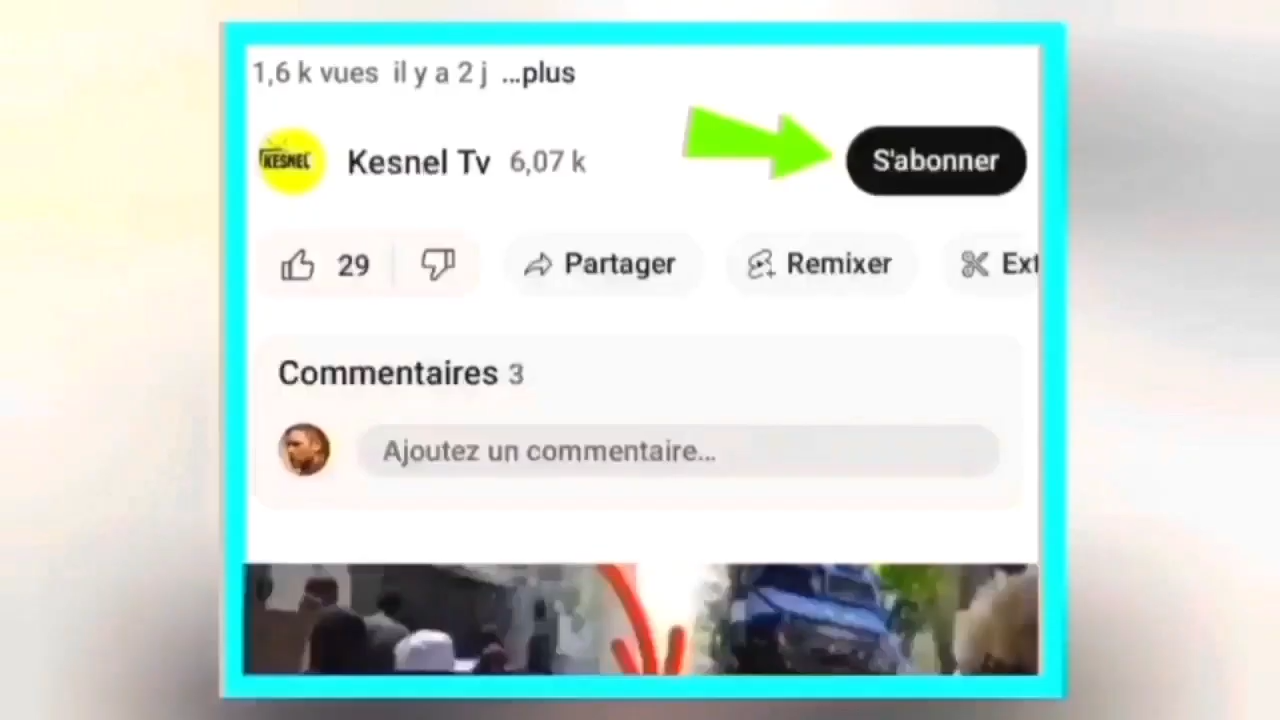 1,6 k vues il y a 2 j ...plus
KESNEL
Kesnel Tv 6,07 k
S'abonner
29
Partager
Remixer
Ext
Commentaires 3
Ajoutez un commentaire...